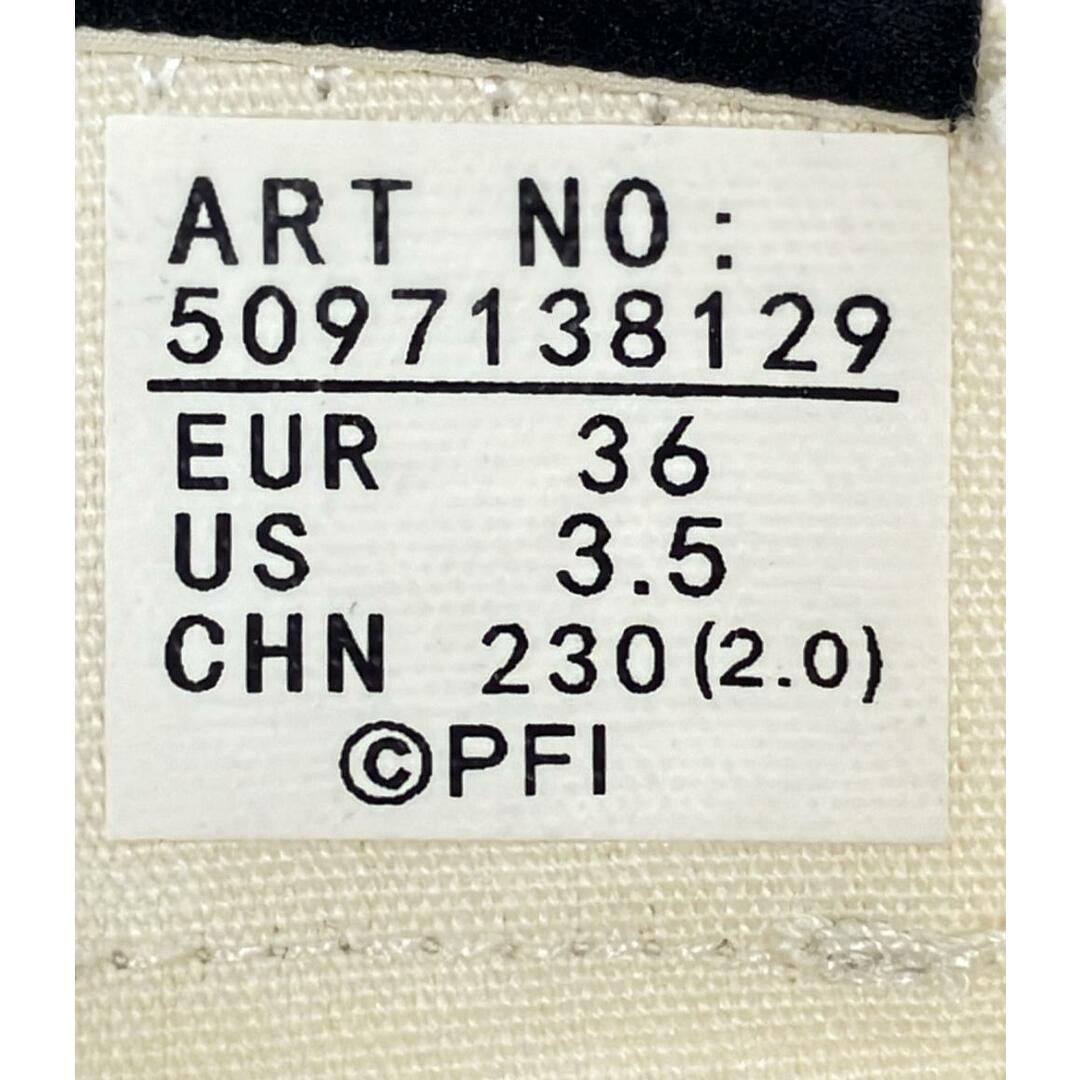 ART NO:
5097138129
EUR 36
US 3.5
CHN 230(2.0)
©PFI